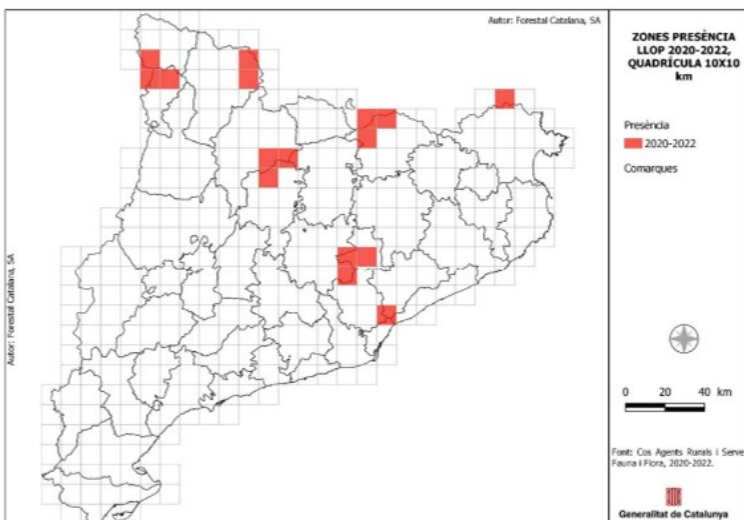 Autor: Forestal Catalana, SA
Autor: Forestal Catalana, SA
ZONES PRESÈNCIA
LLOP 2020-2022,
QUADRÍCULA 10X10
km
Presència
2020-2022
Comarques
0 20 40 km
Font: Cos Agents Rurals i Serve
Fauna i Flora, 2020-2022.
Generalitat de Catalunya